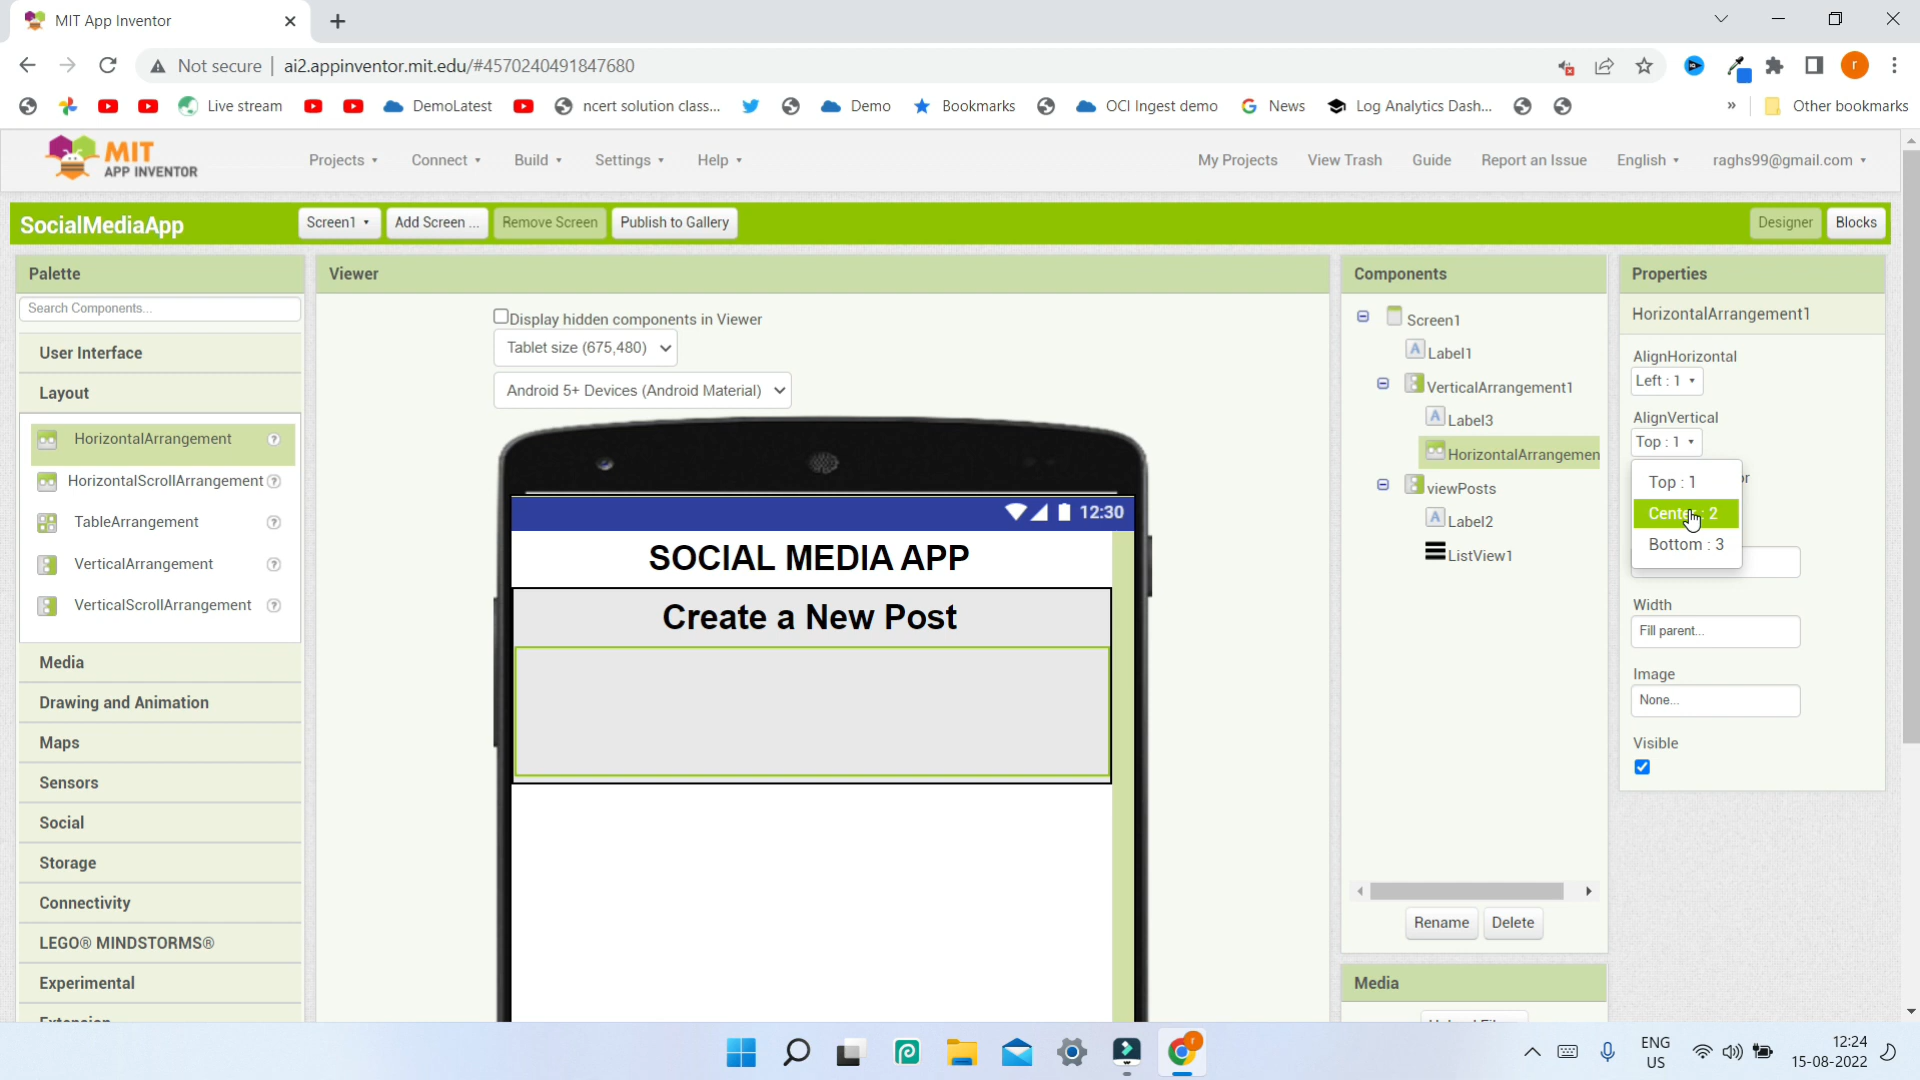 MIT App Inventor
Not secure | ai2.appinventor.mit.edu/#4570240491847680
Live stream DemoLatest ncert solution class... Demo Bookmarks OCI Ingest demo News Log Analytics Dash... » Other bookmarks
MIT
APP INVENTOR
Projects Connect Build Settings Help My Projects View Trash Guide Report an Issue English raghs99@gmail.com
SocialMediaApp Screen1 Add Screen ... Remove Screen Publish to Gallery Designer Blocks
Palette
Search Components...
User Interface
Layout
HorizontalArrangement ?
HorizontalScrollArrangement ?
TableArrangement ?
VerticalArrangement ?
VerticalScrollArrangement ?
Media
Drawing and Animation
Maps
Sensors
Social
Storage
Connectivity
LEGO® MINDSTORMS®
Experimental
Viewer
Display hidden components in Viewer
Tablet size (675,480)
Android 5+ Devices (Android Material)
12:30
SOCIAL MEDIA APP
Create a New Post
Components
Screen1
Label1
VerticalArrangement1
Label3
HorizontalArrangemen
viewPosts
Label2
ListView1
Rename Delete
Media
Properties
HorizontalArrangement1
AlignHorizontal
Left : 1
AlignVertical
Top : 1
Top : 1
or
Center : 2
Bottom : 3
Width
Fill parent...
Image
None...
Visible
ENG
US
12:24
15-08-2022